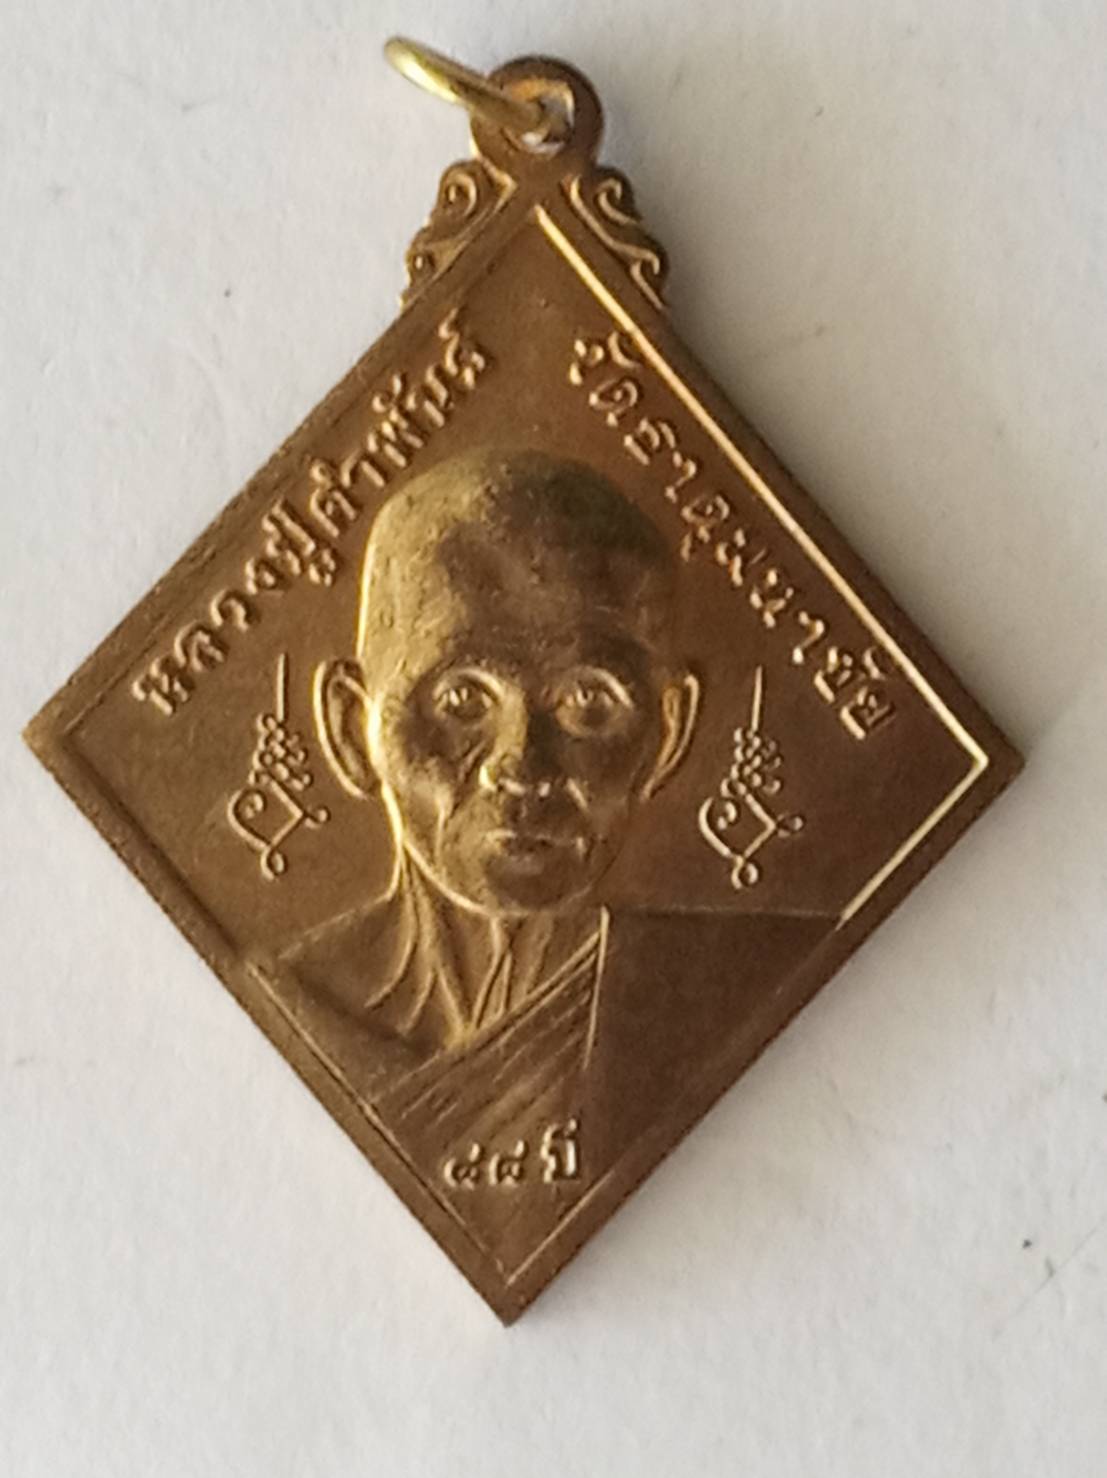 หลวงปู่คำพันธ์
วัดธาตุมหาชัย
๘๘ ปี